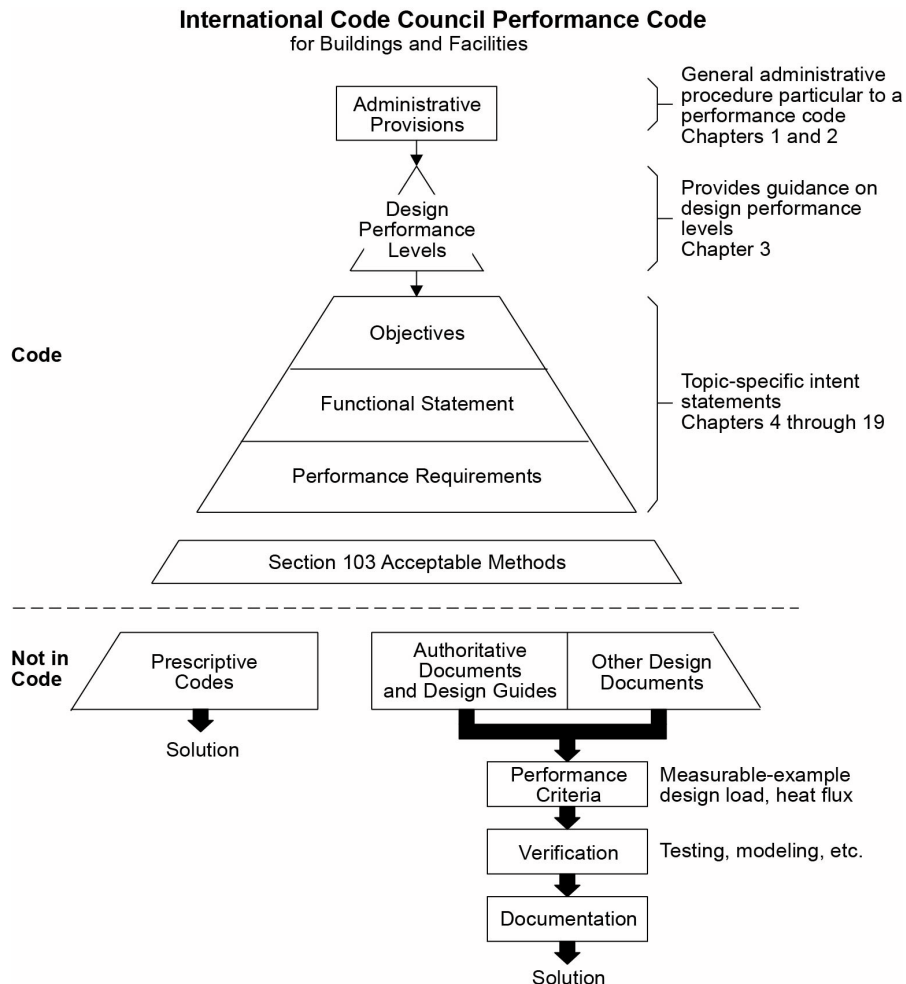 International Code Council Performance Code
for Buildings and Facilities
Administrative
Provisions
General administrative
procedure particular to a
performance code
Chapters 1 and 2
Design
Performance
Levels
Provides guidance on
design performance
levels
Chapter 3
Code
Objectives
Functional Statement
Performance Requirements
Topic-specific intent
statements
Chapters 4 through 19
Section 103 Acceptable Methods
Not in
Code
Prescriptive
Codes
Solution
Authoritative
Documents
and Design Guides
Other Design
Documents
Performance
Criteria
Measurable-example
design load, heat flux
Verification
Testing, modeling, etc.
Documentation
Solution